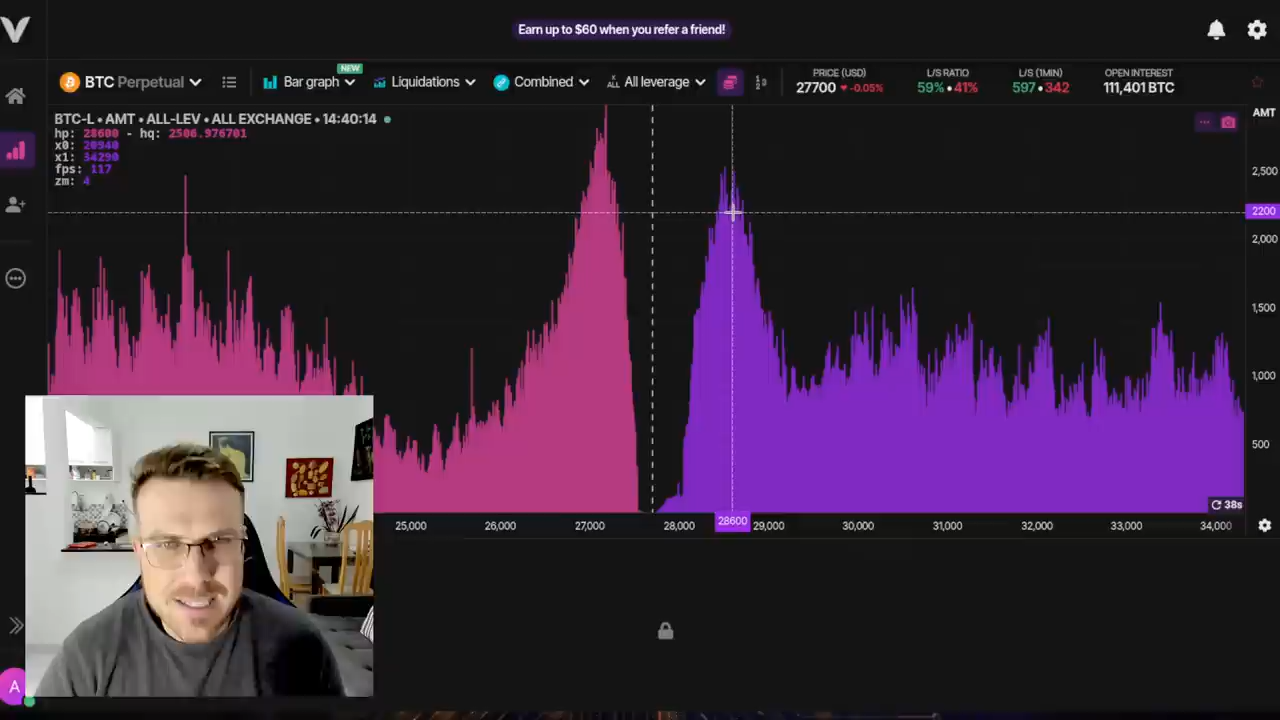 Earn up to $60 when you refer a friend!
BTC Perpetual
NEW
Bar graph
Liquidations
Combined
ALL
All leverage
PRICE (USD)
27700 ▼ -0.05%
L/S RATIO
59% • 41%
L/S (1MIN)
597 • 342
OPEN INTEREST
111,401 BTC
BTC-L • AMT • ALL-LEV • ALL EXCHANGE • 14:40:14
hp: 28600 - hq: 2506.976701
x0: 20940
x1: 34290
fps: 117
zm: 4
AMT
2,500
2200
2,000
1,500
1,000
500
38s
25,000 26,000 27,000 28,000 28600 29,000 30,000 31,000 32,000 33,000 34,000
A